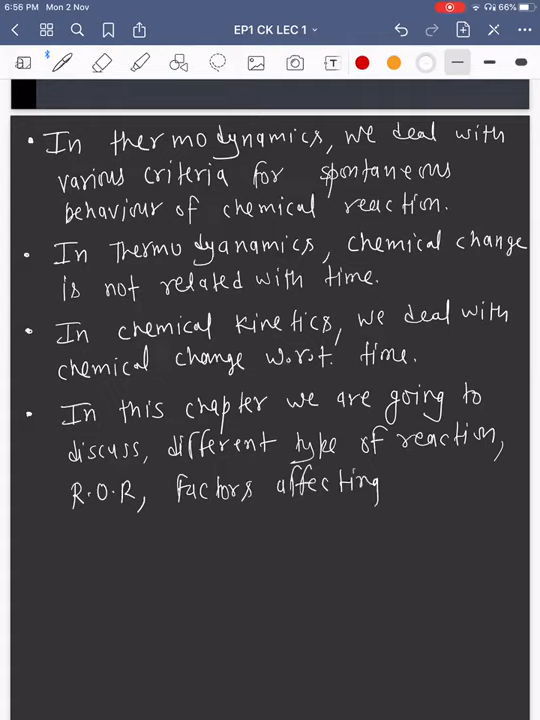 6:56 PM Mon 2 Nov 66%
EP1 CK LEC 1
• In thermodynamics, we deal with
various criteria for spontaneous
behaviour of chemical reaction.
• In Thermodyanamics, chemical change
is not related with time.
• In chemical kinetics, we deal with
chemical change w.r.t. time.
• In this chapter we are going to
discuss, different type of reaction,
R.O.R, Factors affecting